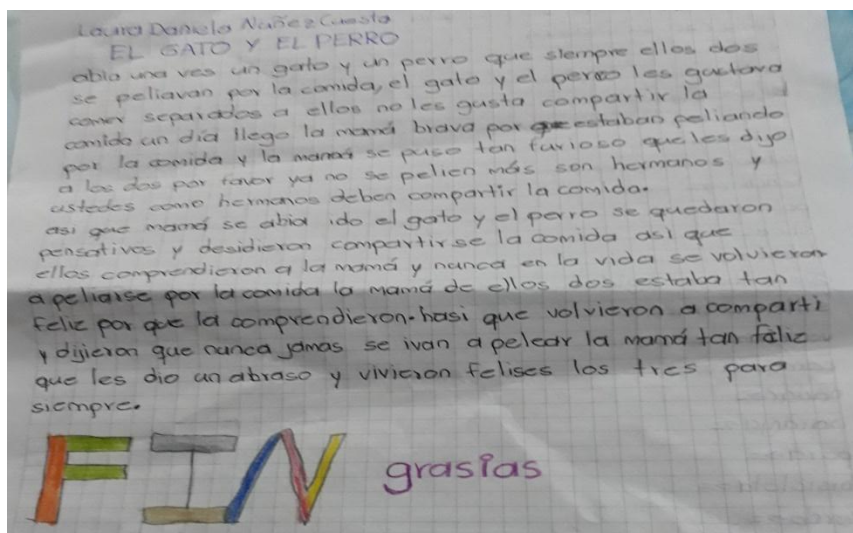 Laura Daniela Nuñez Cuesta
EL GATO Y EL PERRO
abia una ves un gato y un perro que siempre ellos dos
se peliavan por la comida, el gato y el perro les gustava
comer separados a ellos no les gusta compartir la
comida un día llego la mamá brava por estaban peliando
por la comida y la mamá se puso tan furioso que les dijo
a los dos por favor ya no se pelien más son hermanos y
ustedes como hermanos deben compartir la comida.
asi que mamá se abia ido el gato y el perro se quedaron
pensativos y desidieron compartirse la comida asi que
ellos comprendieron a la mamá y nunca en la vida se volvieron
a peliarse por la comida la mamá de ellos dos estaba tan
feliz por que la comprendieron. hasi que volvieron a comparti
y dijieron que nunca jamas se ivan a pelear la mamá tan feliz
que les dio un abraso y vivieron felises los tres para
siempre.
FIN grasias